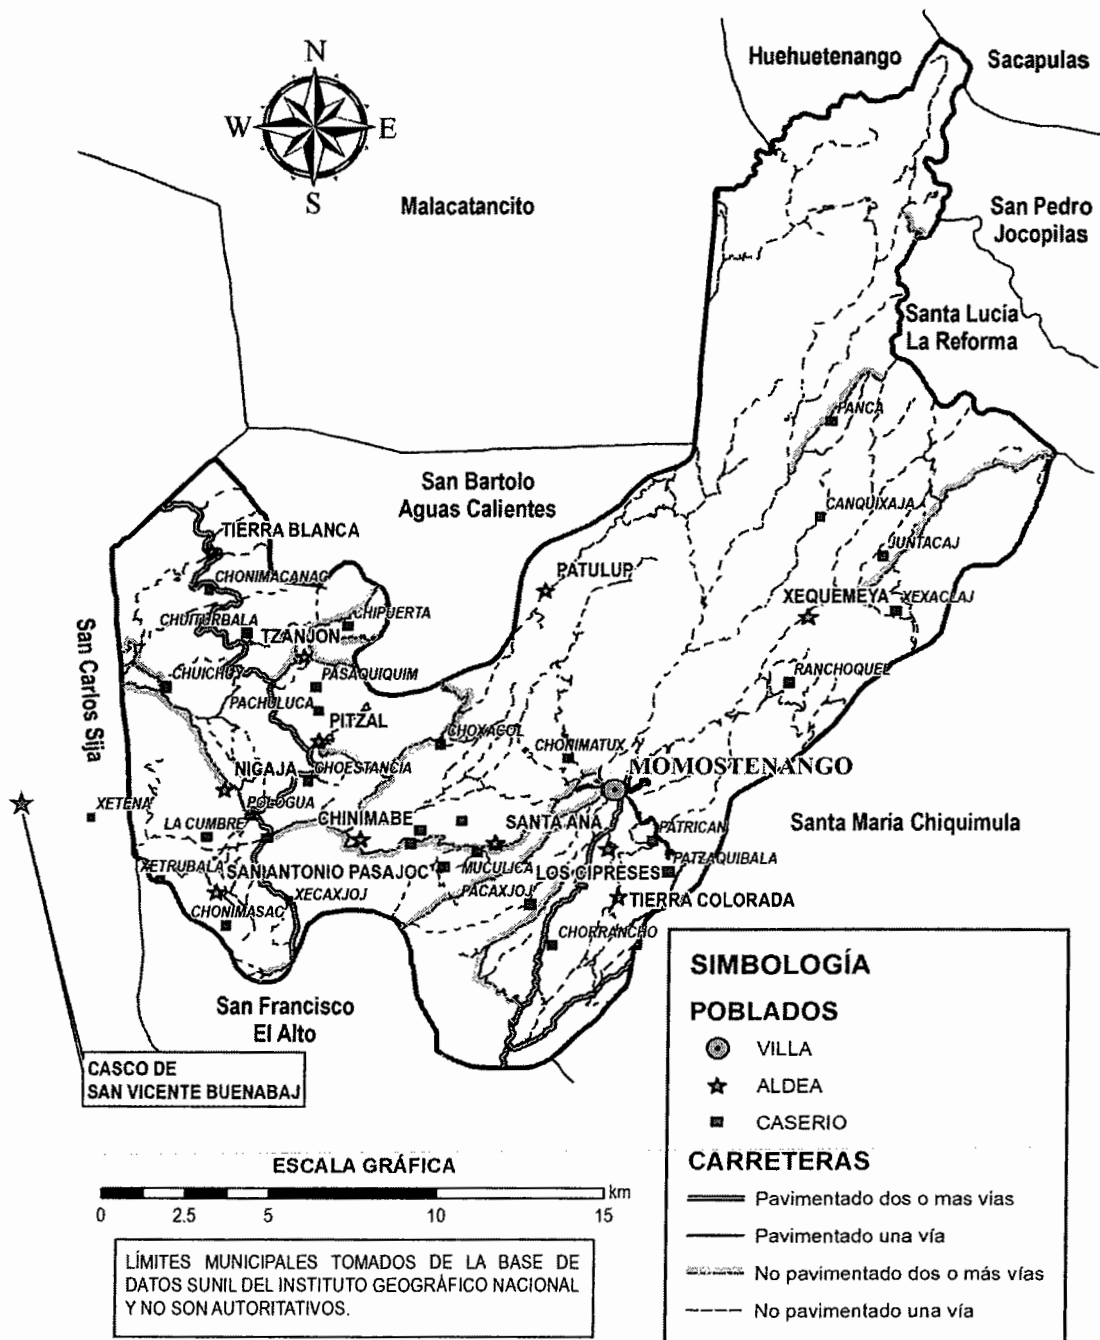 N
W
E
S
Huehuetenango
Sacapulas
Malacatancito
San Pedro
Jocopilas
Santa Lucía
La Reforma
PANCA
San Bartolo
Aguas Calientes
CANQUIXAJA
TIERRA BLANCA
JUNTACAJ
CHONIMACANAC
PATULUP
XEQUEMEYA
XEXACLAJ
CHUITURBALA
CHIPUERTA
TZANJON
San Carlos Sija
CHUICHUY
PASAQUIQUIM
RANCHOQUEL
PACHULUCA
PITZAL
CHOXACOL
CHONIMATUX
NICAJA
CHOESTANCIA
MOMOSTENANGO
XETENA
POLOGUA
LA CUMBRE
CHINIMABE
SANTA ANA
PATRICAN
Santa María Chiquimula
XETRUBALA
SAN ANTONIO PASAJOC
MUCULICA
LOS CIPRESES
PATZAQUIBALA
XECAXJOJ
PACAXJOJ
TIERRA COLORADA
CHONIMASAC
CHORRANCHO
San Francisco
El Alto
CASCO DE
SAN VICENTE BUENABAJ
SIMBOLOGÍA
POBLADOS
VILLA
ALDEA
CASERIO
CARRETERAS
Pavimentado dos o mas vías
Pavimentado una vía
No pavimentado dos o más vías
No pavimentado una vía
ESCALA GRÁFICA
km
0 2.5 5 10 15
LÍMITES MUNICIPALES TOMADOS DE LA BASE DE
DATOS SUNIL DEL INSTITUTO GEOGRÁFICO NACIONAL
Y NO SON AUTORITATIVOS.